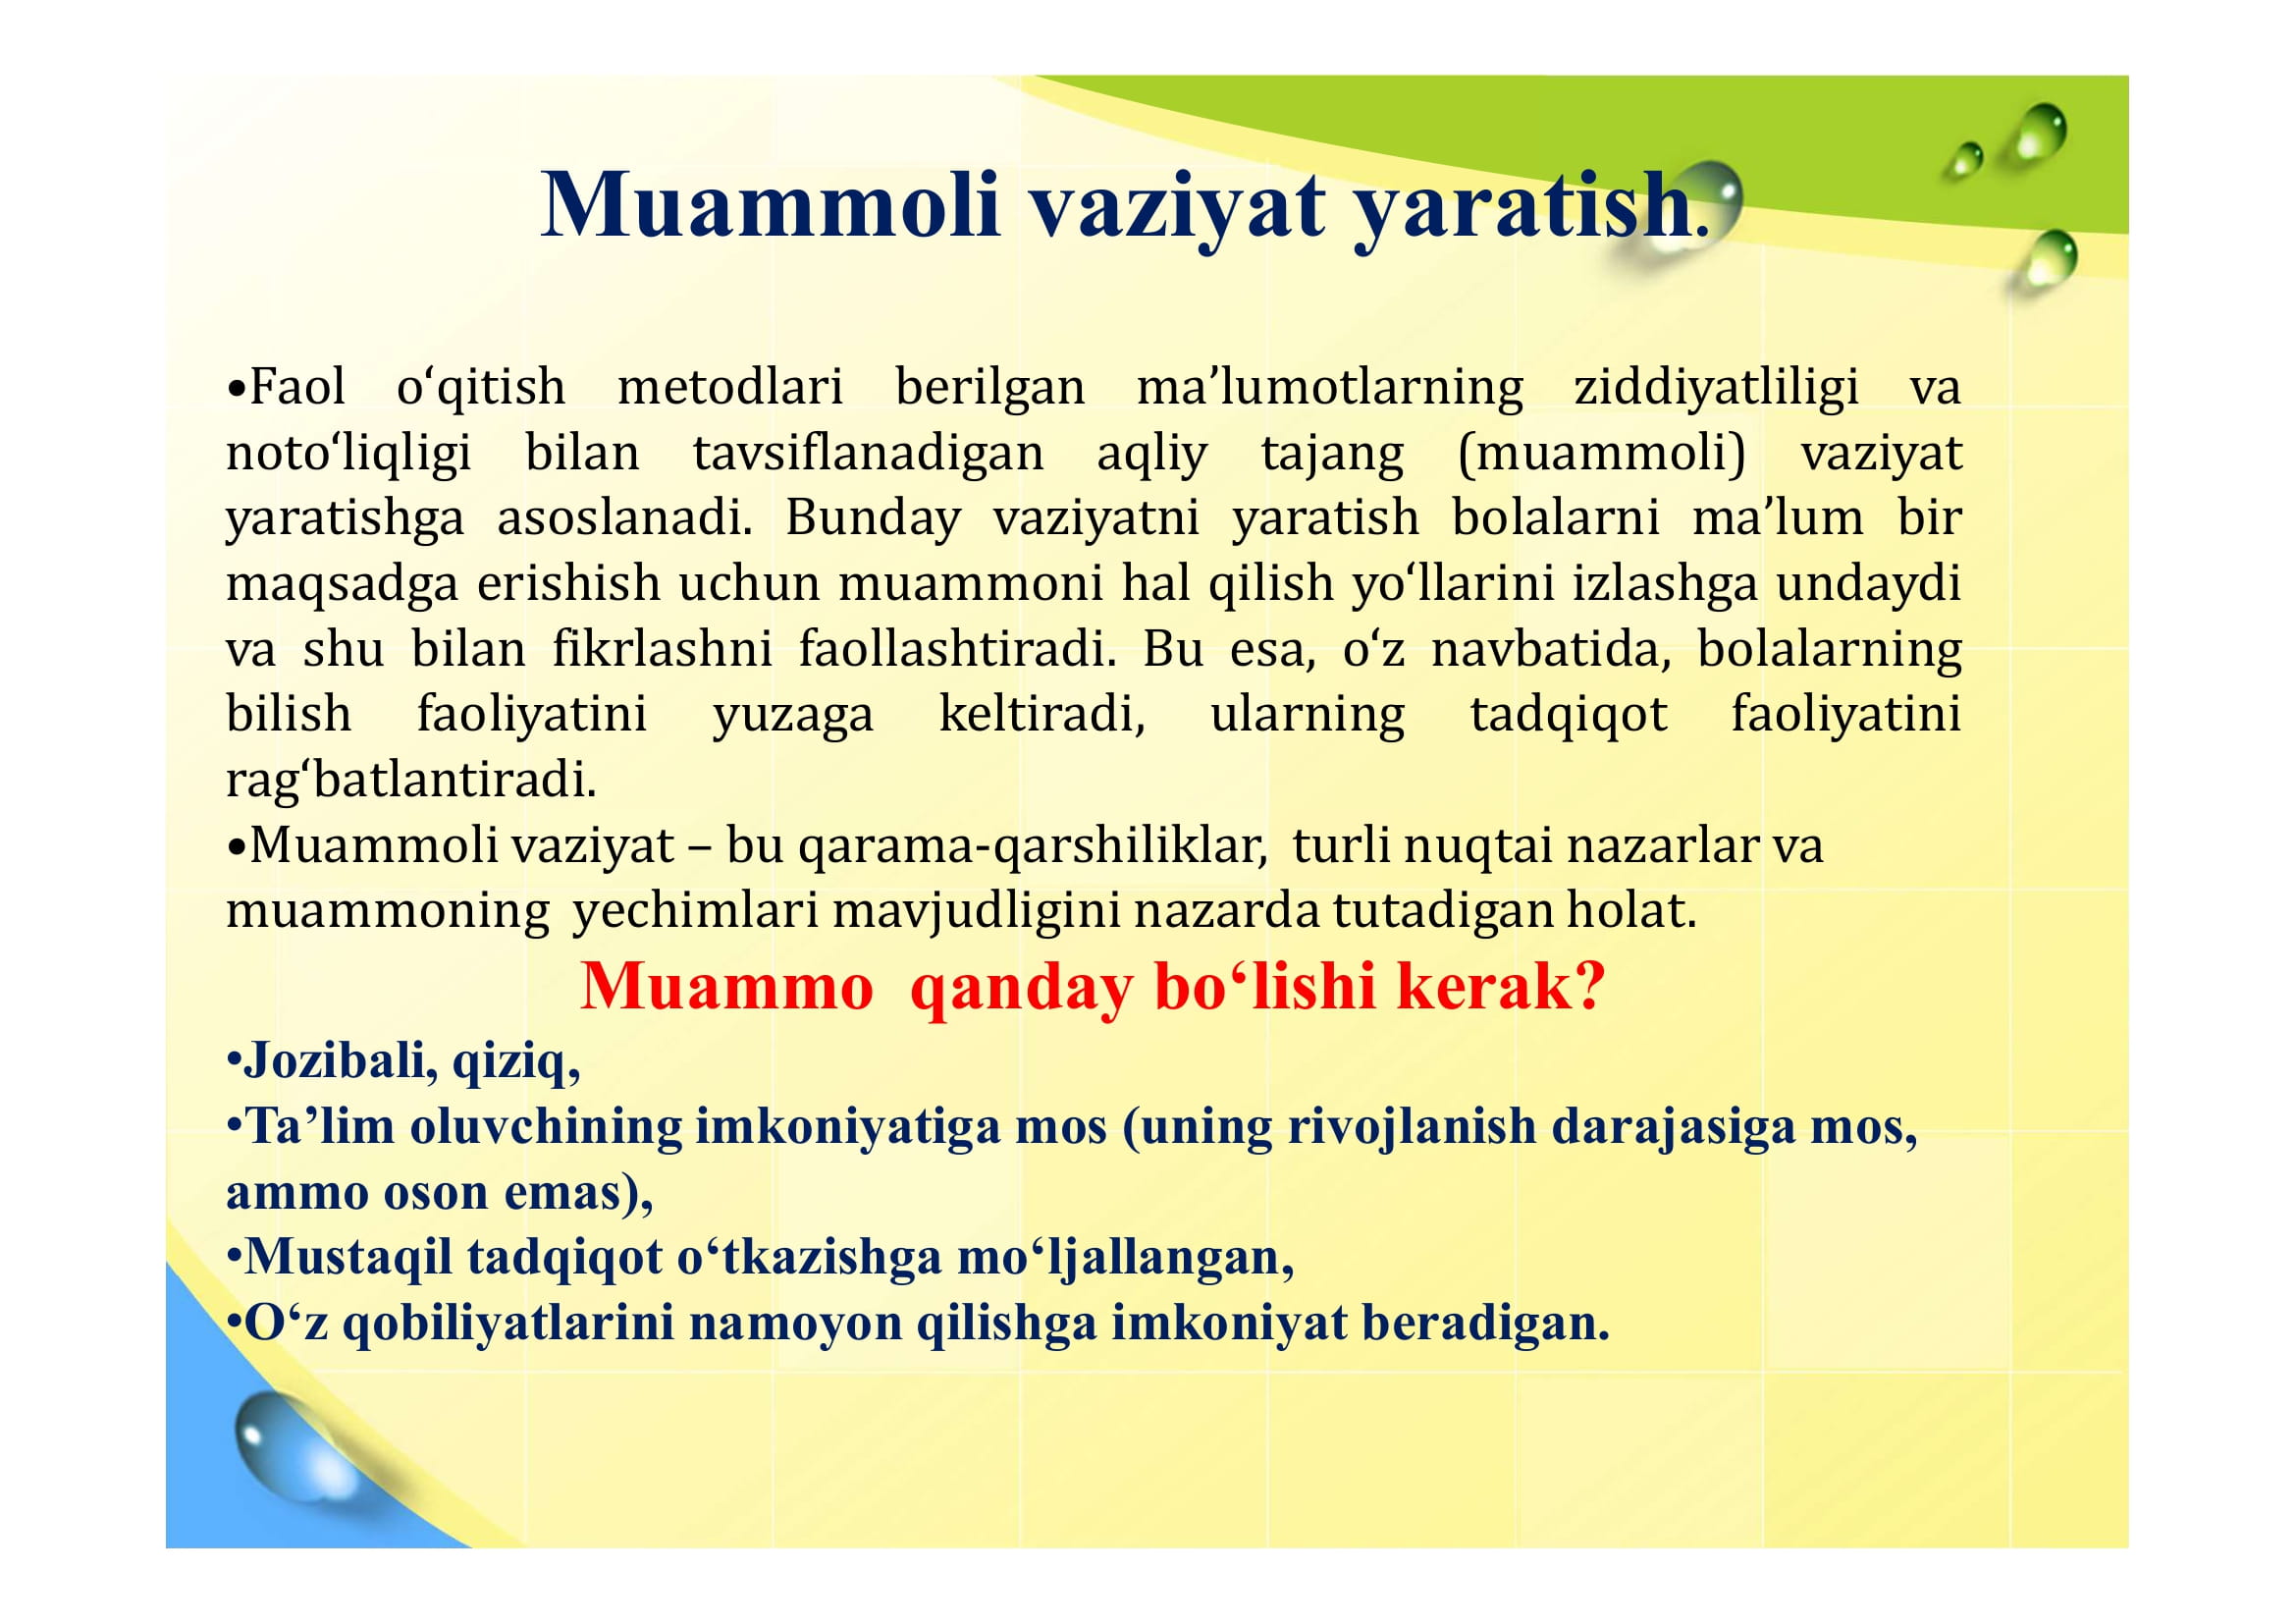 Muammoli vaziyat yaratish.
•Faol o‘qitish metodlari berilgan ma’lumotlarning ziddiyatliligi va
noto‘liqligi bilan tavsiflanadigan aqliy tajang (muammoli) vaziyat
yaratishga asoslanadi. Bunday vaziyatni yaratish bolalarni ma’lum bir
maqsadga erishish uchun muammoni hal qilish yo‘llarini izlashga undaydi
va shu bilan fikrlashni faollashtiradi. Bu esa, o‘z navbatida, bolalarning
bilish faoliyatini yuzaga keltiradi, ularning tadqiqot faoliyatini
rag‘batlantiradi.
•Muammoli vaziyat – bu qarama-qarshiliklar, turli nuqtai nazarlar va
muammoning yechimlari mavjudligini nazarda tutadigan holat.
Muammo qanday bo‘lishi kerak?
•Jozibali, qiziq,
•Ta’lim oluvchining imkoniyatiga mos (uning rivojlanish darajasiga mos,
ammo oson emas),
•Mustaqil tadqiqot o‘tkazishga mo‘ljallangan,
•O‘z qobiliyatlarini namoyon qilishga imkoniyat beradigan.